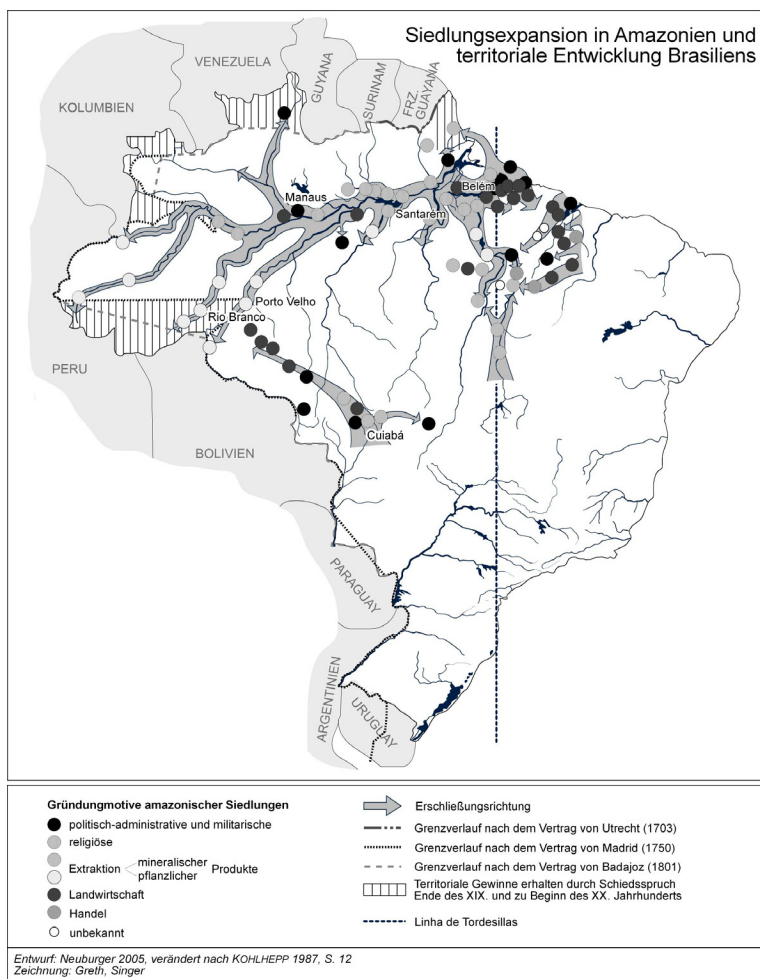 Siedlungsexpansion in Amazonien und
territoriale Entwicklung Brasiliens
VENEZUELA
GUYANA
SURINAM
FRZ.
GUAYANA
KOLUMBIEN
Belém
Manaus
Santarém
Porto Velho
Rio Branco
PERU
Cuiabá
BOLIVIEN
PARAGUAY
ARGENTINIEN
URUGUAY
Gründungmotive amazonischer Siedlungen
politisch-administrative und militarische
religiöse
Extraktion mineralischer Produkte
pflanzlicher
Landwirtschaft
Handel
unbekannt
Erschließungsrichtung
Grenzverlauf nach dem Vertrag von Utrecht (1703)
Grenzverlauf nach dem Vertrag von Madrid (1750)
Grenzverlauf nach dem Vertrag von Badajoz (1801)
Territoriale Gewinne erhalten durch Schiedsspruch
Ende des XIX. und zu Beginn des XX. Jahrhunderts
Linha de Tordesillas
Entwurf: Neuburger 2005, verändert nach KOHLHEPP 1987, S. 12
Zeichnung: Greth, Singer